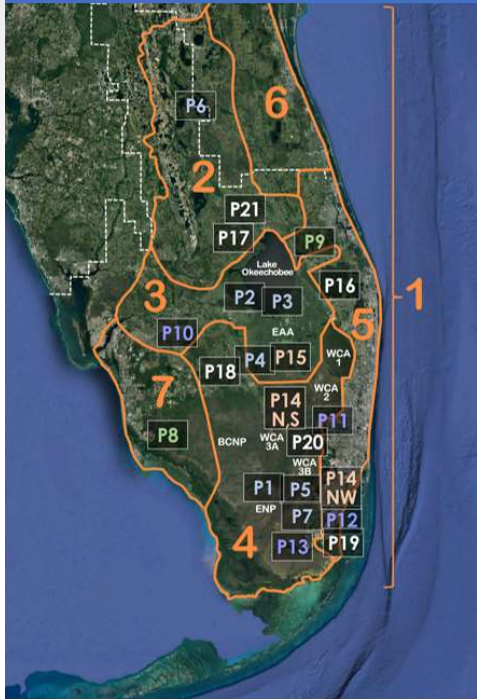 6
P6
2
P21
P17
P9
Lake
Okeechobee
P16
3
P2
P3
1
5
P10
EAA
P4
P15
WCA
1
P18
7
WCA
2
P14
N,S
P11
P8
BCNP
WCA
3A
P20
WCA
3B
P14
NW
P1
P5
ENP
P7
P12
4
P13
P19